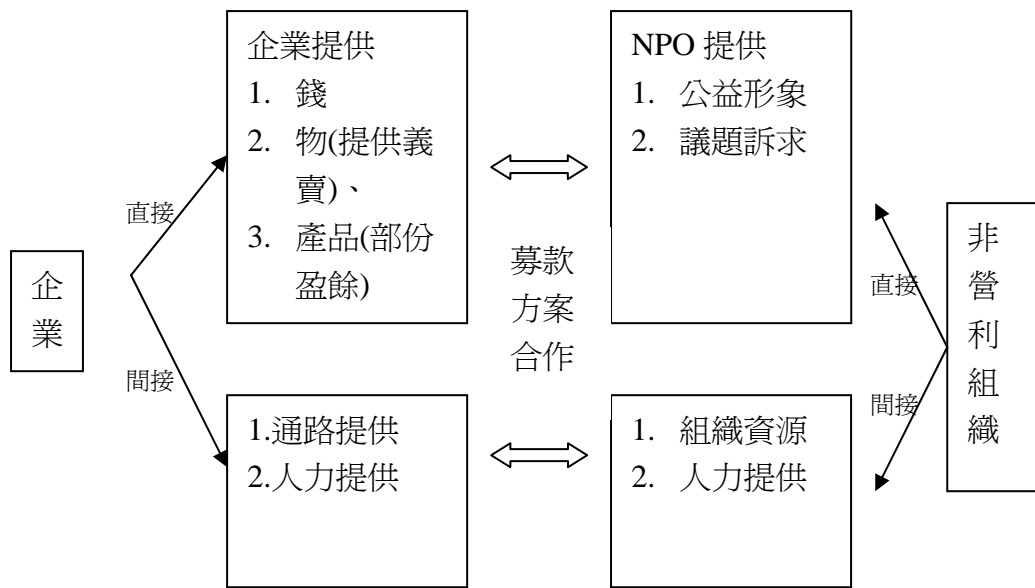 企業提供
1. 錢
2. 物(提供義
賣)、
3. 產品(部份
盈餘)
NPO 提供
1. 公益形象
2. 議題訴求
直接
企
業
間接
募款
方案
合作
直接
間接
非
營
利
組
織
1.通路提供
2.人力提供
1. 組織資源
2. 人力提供